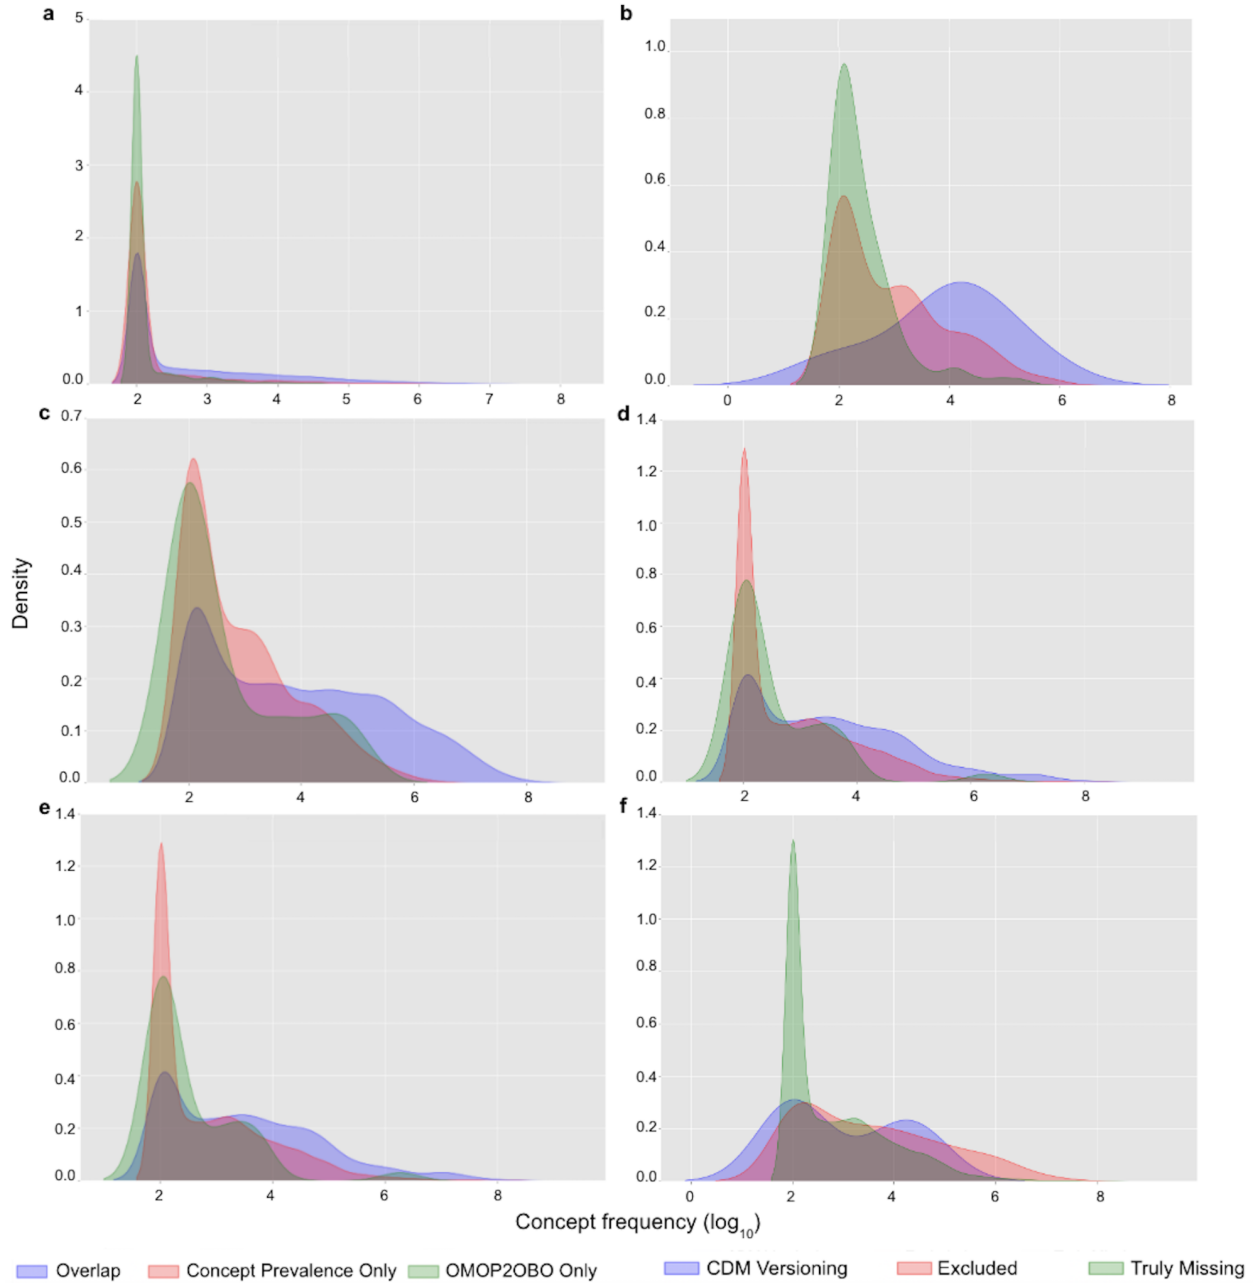 a
5
4
3
2
1
0.0
2 3 4 5 6 7 8
b
1.0
0.8
0.6
0.4
0.2
0.0
0 2 4 6 8
c
0.7
0.6
0.5
0.4
0.3
0.2
0.1
0.0
2 4 6 8
d
1.4
1.2
1.0
0.8
0.6
0.4
0.2
0.0
2 4 6 8
e
1.4
1.2
1.0
0.8
0.6
0.4
0.2
0.0
2 4 6 8
f
1.4
1.2
1.0
0.8
0.6
0.4
0.2
0.0
0 2 4 6 8
Density
Concept frequency (log10)
Overlap Concept Prevalence Only OMOP2OBO Only CDM Versioning Excluded Truly Missing